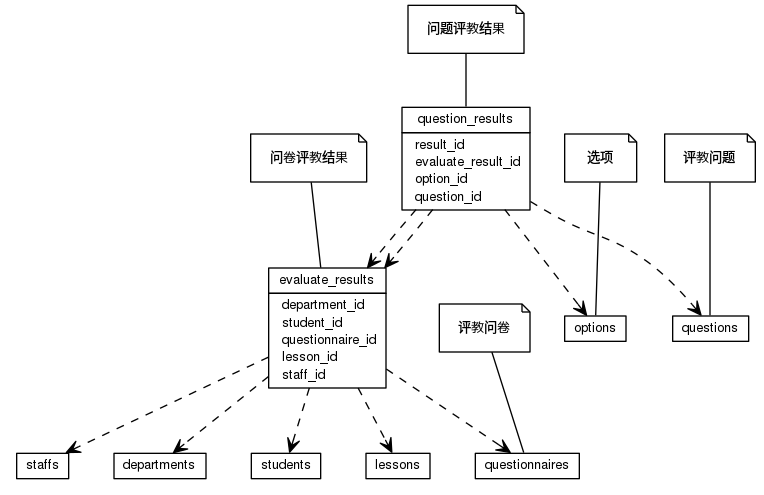 问题评教结果
question_results
result_id
evaluate_result_id
option_id
question_id
问卷评教结果
选项
评教问题
evaluate_results
department_id
student_id
questionnaire_id
lesson_id
staff_id
评教问卷
options
questions
staffs
departments
students
lessons
questionnaires